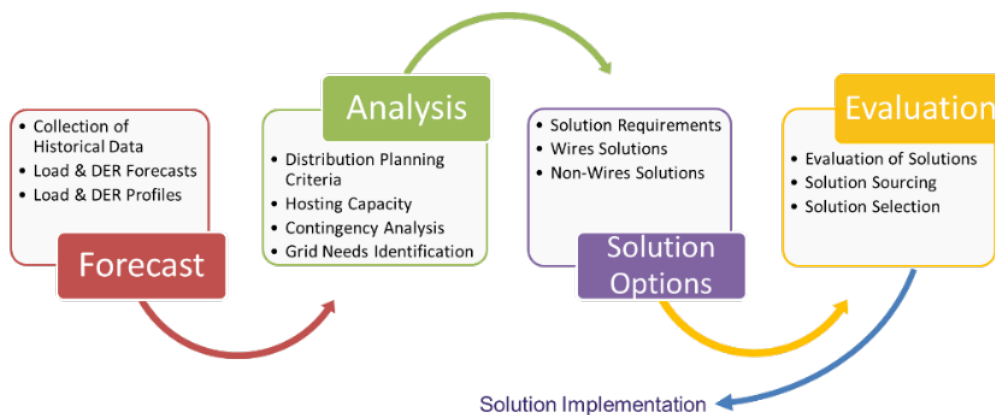 • Collection of
Historical Data
• Load & DER Forecasts
• Load & DER Profiles
Forecast
Analysis
• Distribution Planning
Criteria
• Hosting Capacity
• Contingency Analysis
• Grid Needs Identification
• Solution Requirements
• Wires Solutions
• Non-Wires Solutions
Solution
Options
Evaluation
• Evaluation of Solutions
• Solution Sourcing
• Solution Selection
Solution Implementation